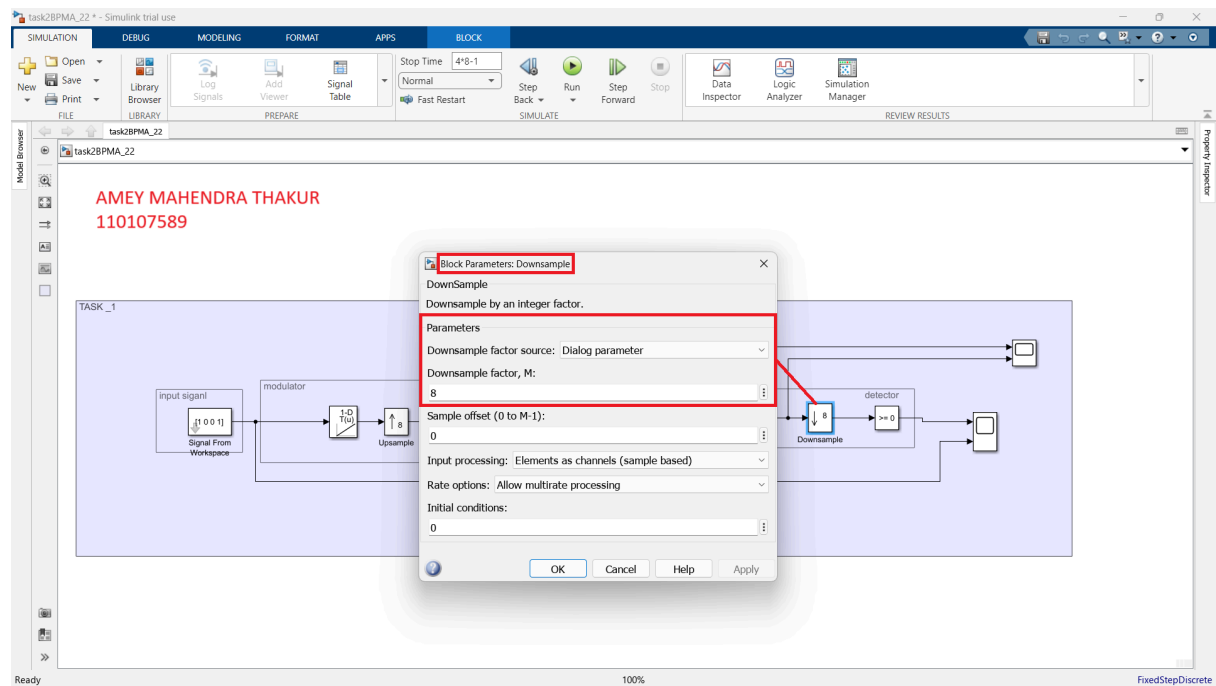 task2BPMA_22 * - Simulink trial use
SIMULATION DEBUG MODELING FORMAT APPS BLOCK
New
Open
Save
Print
FILE
Library Browser
LIBRARY
Log Signals
Add Viewer
Signal Table
PREPARE
Stop Time 4*8-1
Normal
Fast Restart
Step Back
Run
Step Forward
Stop
SIMULATE
Data Inspector
Logic Analyzer
Simulation Manager
REVIEW RESULTS
Model Browser
task2BPMA_22
task2BPMA_22
Property Inspector
AMEY MAHENDRA THAKUR
110107589
TASK _1
input siganl
[1 0 0 1]
Signal From
Workspace
modulator
1-D
T(u)
8
Upsample
Block Parameters: Downsample
DownSample
Downsample by an integer factor.
Parameters
Downsample factor source: Dialog parameter
Downsample factor, M:
8
Sample offset (0 to M-1):
0
Input processing: Elements as channels (sample based)
Rate options: Allow multirate processing
Initial conditions:
0
OK Cancel Help Apply
detector
8
Downsample
>= 0
Ready 100% FixedStepDiscrete